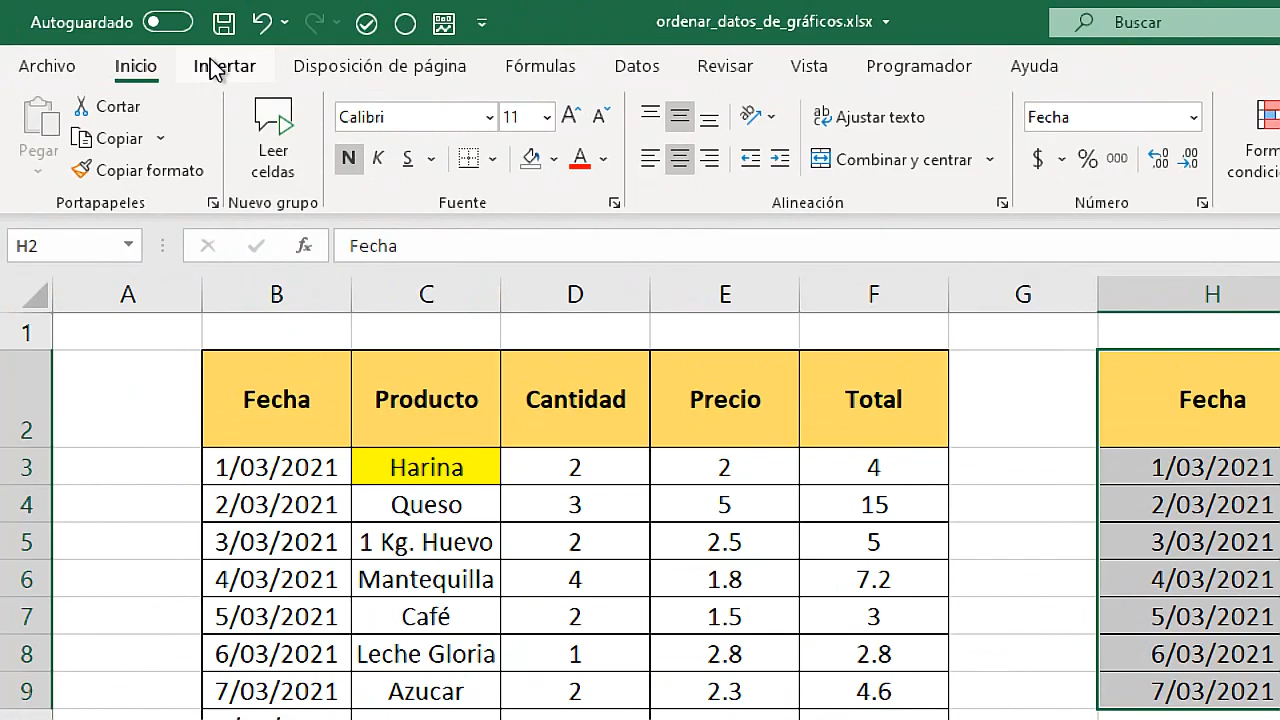 Autoguardado ordenar_datos_de_gráficos.xlsx Buscar
Archivo Inicio Insertar Disposición de página Fórmulas Datos Revisar Vista Programador Ayuda
Pegar
Cortar
Copiar
Copiar formato
Portapapeles
Leer
celdas
Nuevo grupo
Calibri 11
N K S A
Fuente
Ajustar texto
Combinar y centrar
Alineación
Fecha
$ % 000
Número
Form
condici
H2 fx Fecha
A B C D E F G H
1
2 Fecha Producto Cantidad Precio Total Fecha
3 1/03/2021 Harina 2 2 4 1/03/2021
4 2/03/2021 Queso 3 5 15 2/03/2021
5 3/03/2021 1 Kg. Huevo 2 2.5 5 3/03/2021
6 4/03/2021 Mantequilla 4 1.8 7.2 4/03/2021
7 5/03/2021 Café 2 1.5 3 5/03/2021
8 6/03/2021 Leche Gloria 1 2.8 2.8 6/03/2021
9 7/03/2021 Azucar 2 2.3 4.6 7/03/2021